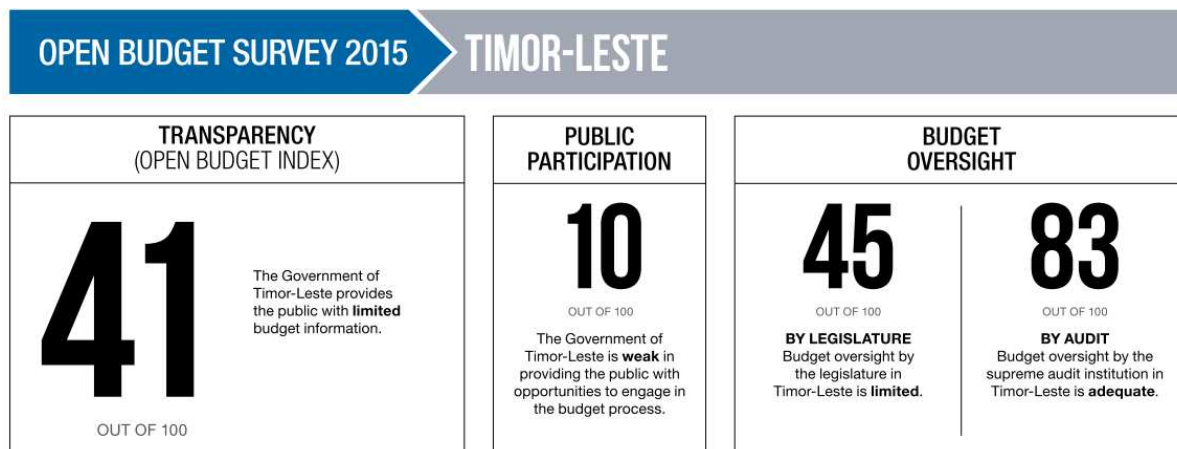 OPEN BUDGET SURVEY 2015
TIMOR-LESTE
TRANSPARENCY
(OPEN BUDGET INDEX)
41
OUT OF 100
The Government of
Timor-Leste provides
the public with limited
budget information.
PUBLIC
PARTICIPATION
10
OUT OF 100
The Government of
Timor-Leste is weak in
providing the public with
opportunities to engage in
the budget process.
BUDGET
OVERSIGHT
45
OUT OF 100
BY LEGISLATURE
Budget oversight by
the legislature in
Timor-Leste is limited.
83
OUT OF 100
BY AUDIT
Budget oversight by the
supreme audit institution in
Timor-Leste is adequate.